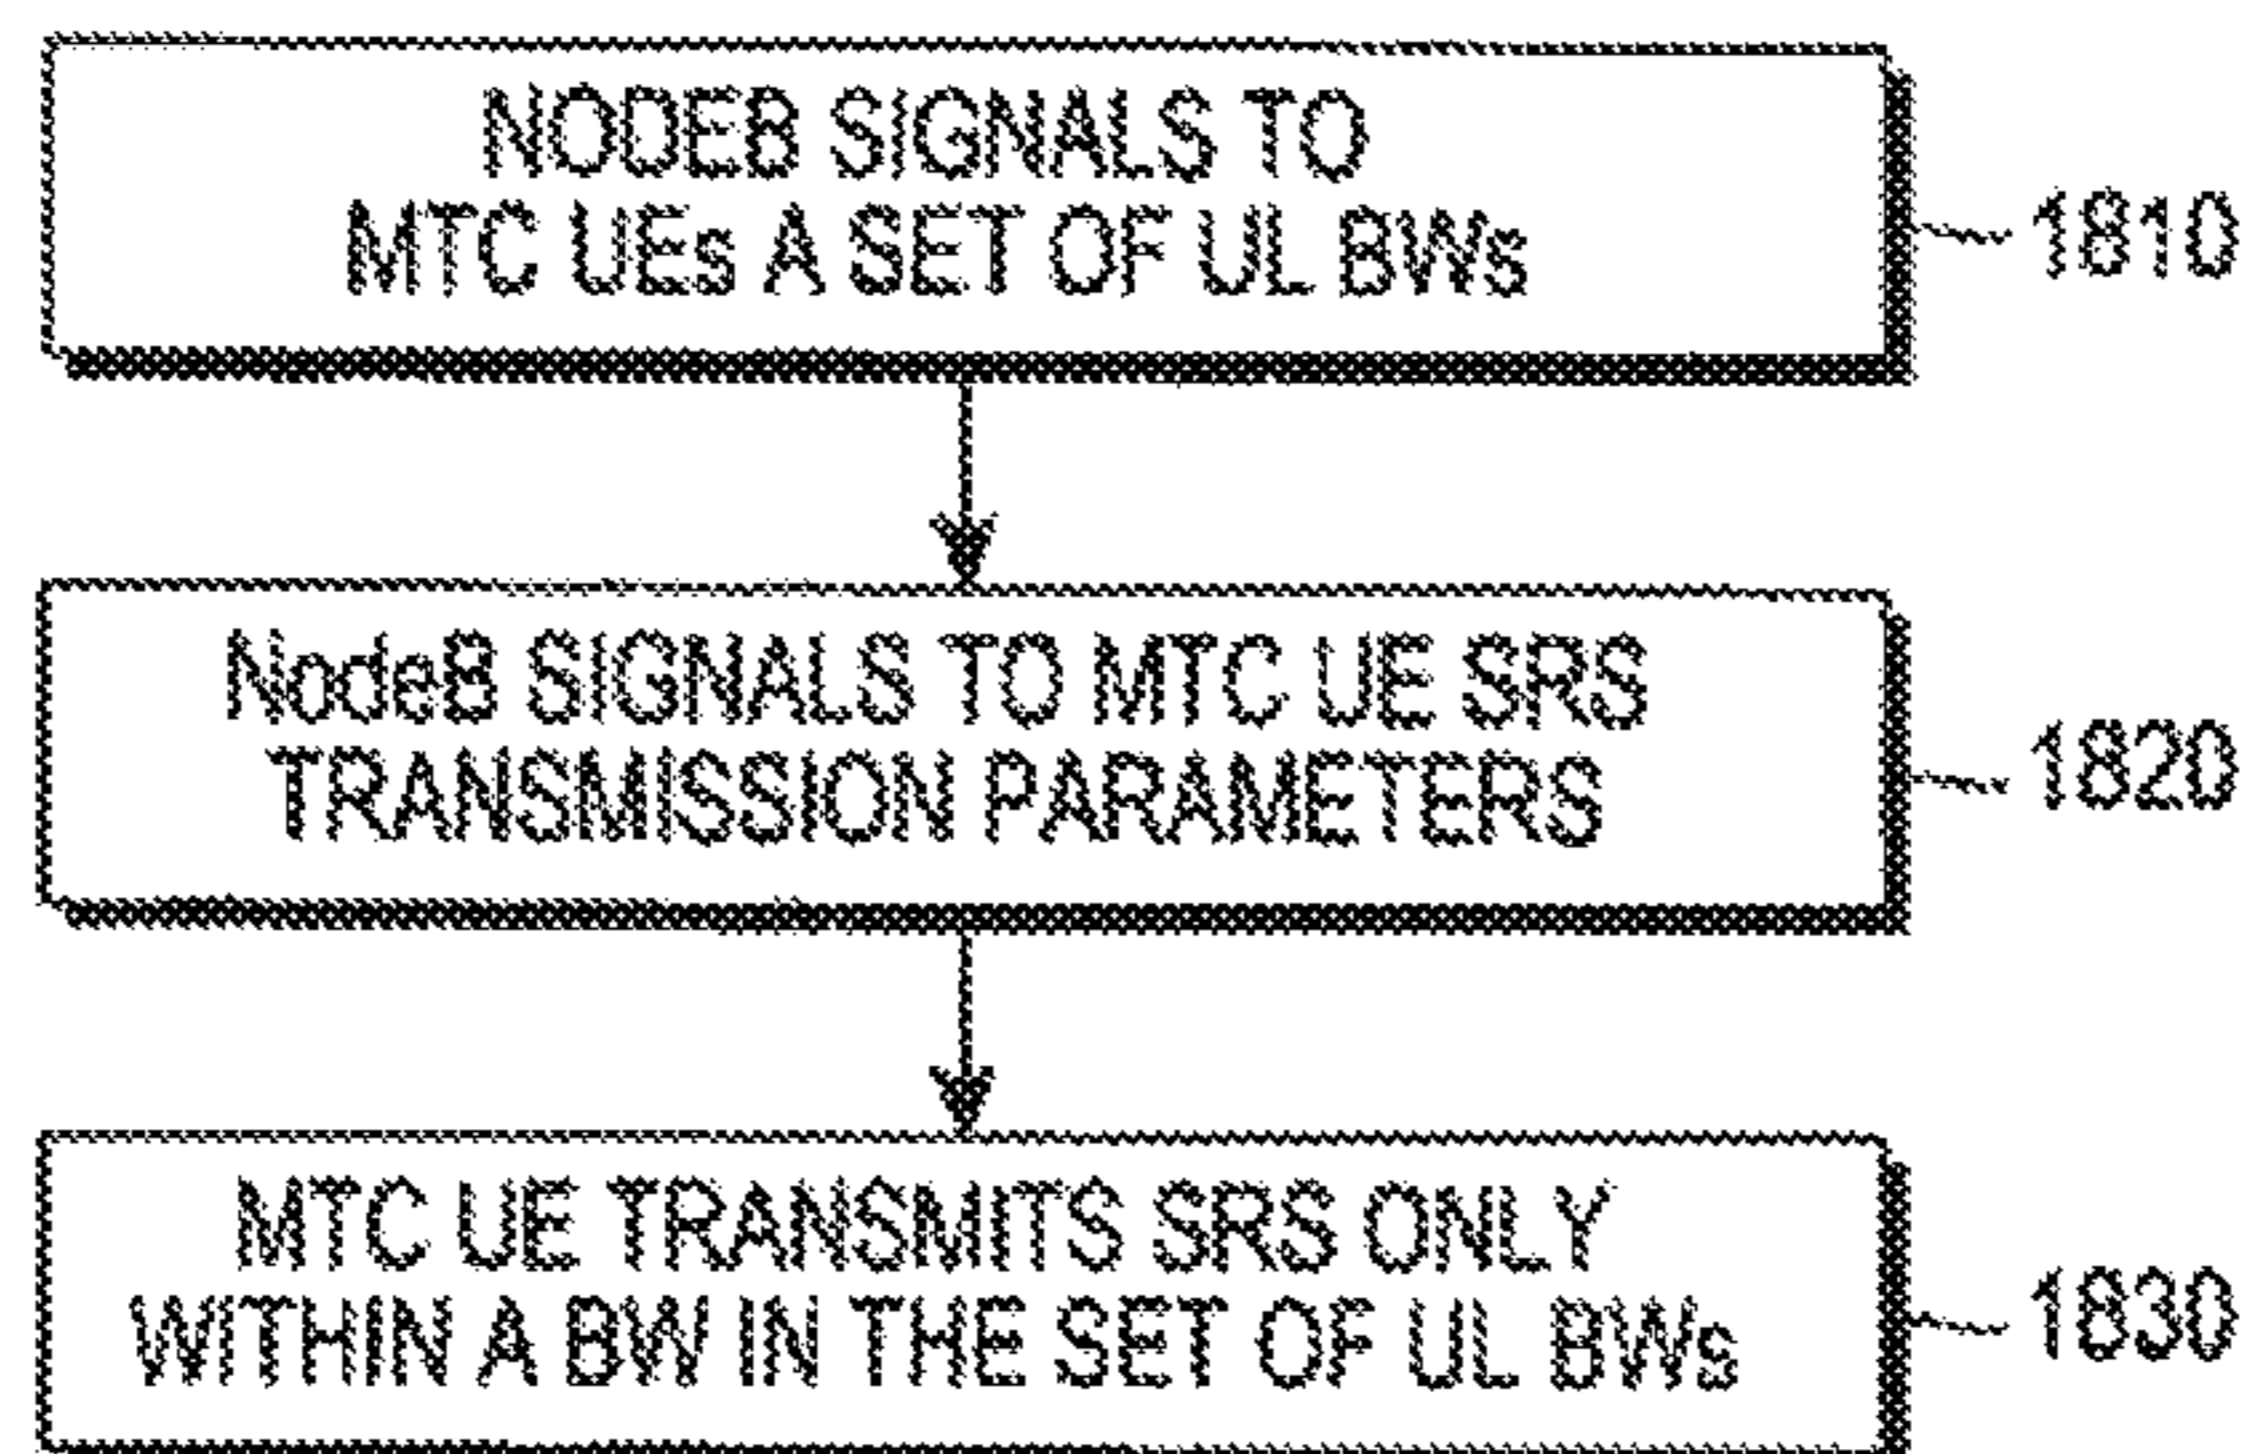 NODEB SIGNALS TO
MTC UEs A SET OF UL BWs
1810
NodeB SIGNALS TO MTC UE SRS
TRANSMISSION PARAMETERS
1820
MTC UE TRANSMITS SRS ONLY
WITHIN A BW IN THE SET OF UL BWs
1830